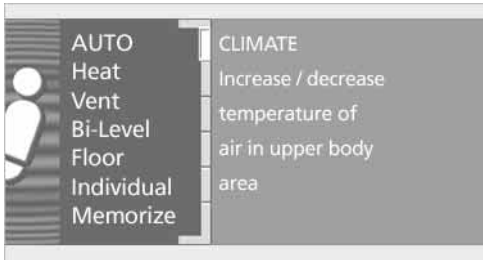 AUTO
Heat
Vent
Bi-Level
Floor
Individual
Memorize
CLIMATE
Increase / decrease
temperature of
air in upper body
area